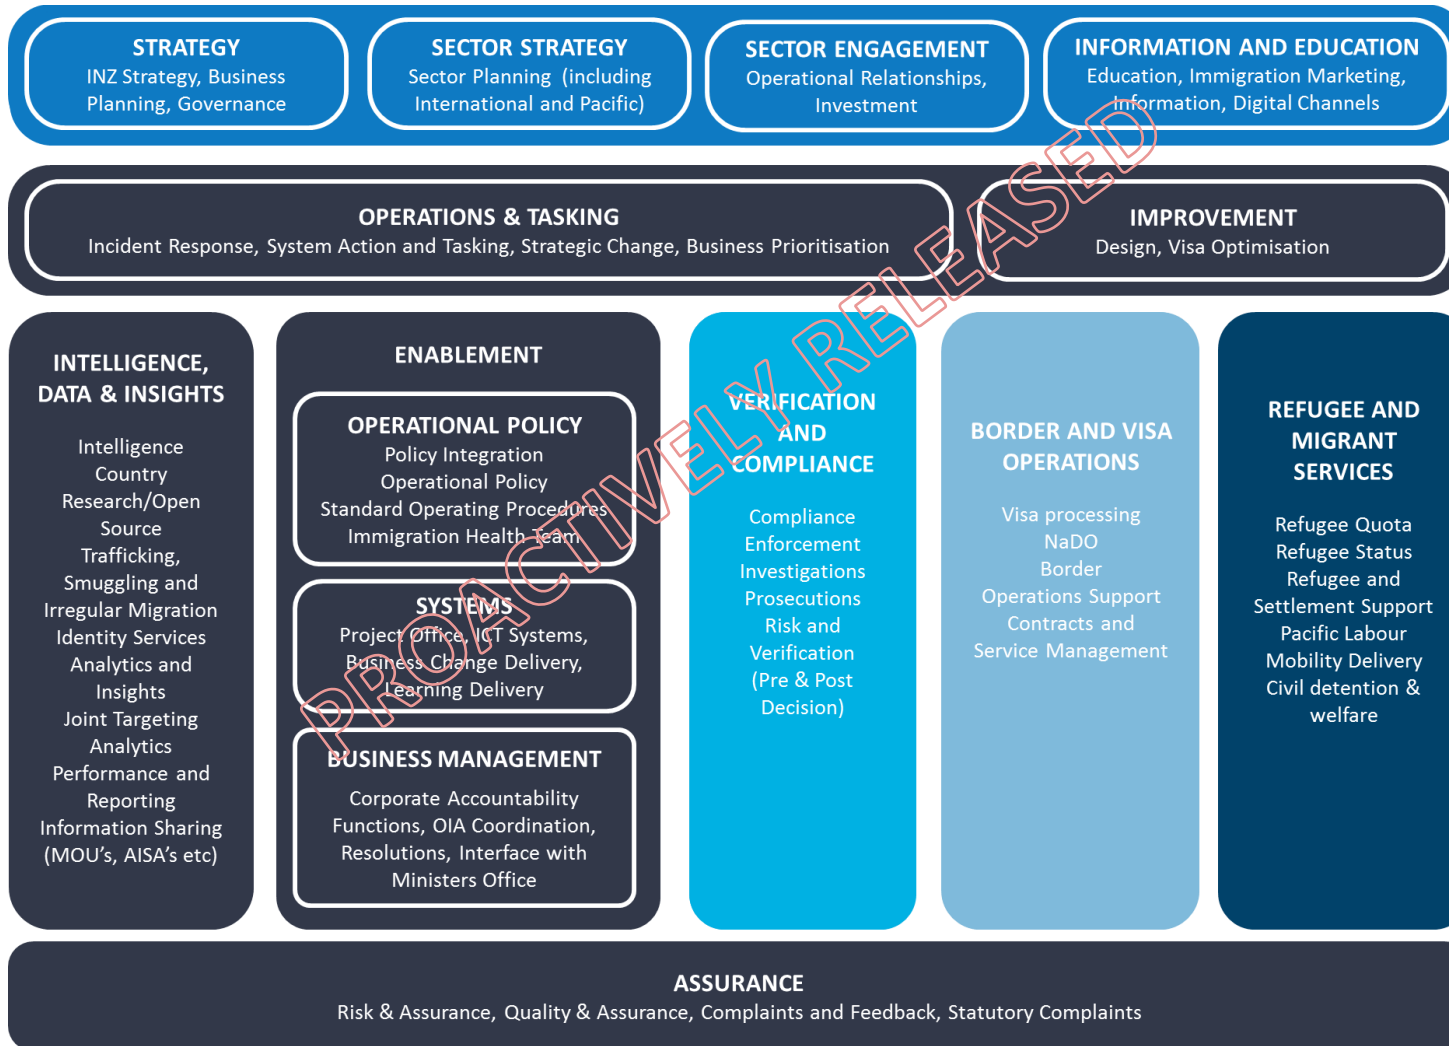 STRATEGY
INZ Strategy, Business
Planning, Governance
SECTOR STRATEGY
Sector Planning (including
International and Pacific)
SECTOR ENGAGEMENT
Operational Relationships,
Investment
INFORMATION AND EDUCATION
Education, Immigration Marketing,
Information, Digital Channels
OPERATIONS & TASKING
Incident Response, System Action and Tasking, Strategic Change, Business Prioritisation
IMPROVEMENT
Design, Visa Optimisation
INTELLIGENCE,
DATA & INSIGHTS
Intelligence
Country
Research/Open
Source
Trafficking,
Smuggling and
Irregular Migration
Identity Services
Analytics and
Insights
Joint Targeting
Analytics
Performance and
Reporting
Information Sharing
(MOU's, AISA's etc)
ENABLEMENT
OPERATIONAL POLICY
Policy Integration
Operational Policy
Standard Operating Procedures
Immigration Health Team
SYSTEMS
Project Office, ICT Systems,
Business Change Delivery,
Learning Delivery
BUSINESS MANAGEMENT
Corporate Accountability
Functions, OIA Coordination,
Resolutions, Interface with
Ministers Office
VERIFICATION
AND
COMPLIANCE
Compliance
Enforcement
Investigations
Prosecutions
Risk and
Verification
(Pre & Post
Decision)
BORDER AND VISA
OPERATIONS
Visa processing
NaDO
Border
Operations Support
Contracts and
Service Management
REFUGEE AND
MIGRANT
SERVICES
Refugee Quota
Refugee Status
Refugee and
Settlement Support
Pacific Labour
Mobility Delivery
Civil detention &
welfare
ASSURANCE
Risk & Assurance, Quality & Assurance, Complaints and Feedback, Statutory Complaints
PROACTIVELY RELEASED